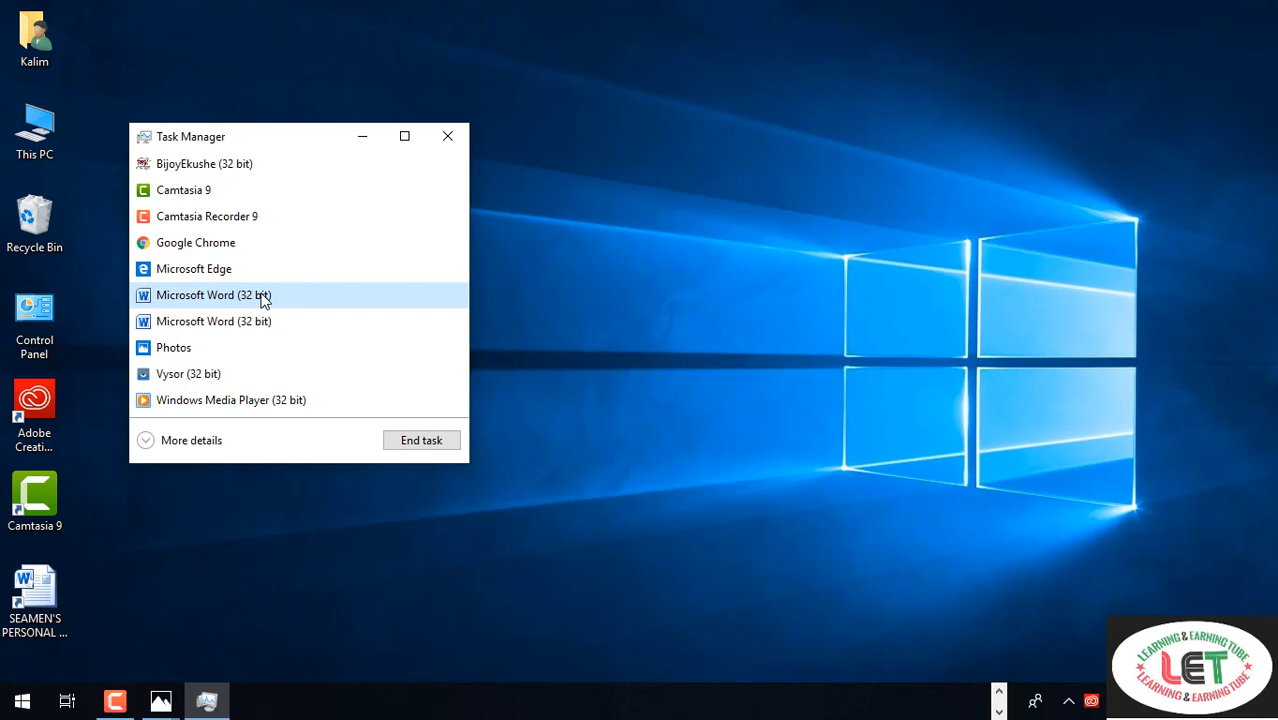 Kalim
This PC
Recycle Bin
Control
Panel
Adobe
Creati...
Camtasia 9
SEAMEN'S
PERSONAL ...
Task Manager
BijoyEkushe (32 bit)
Camtasia 9
Camtasia Recorder 9
Google Chrome
Microsoft Edge
Microsoft Word (32 bit)
Microsoft Word (32 bit)
Photos
Vysor (32 bit)
Windows Media Player (32 bit)
More details
End task
LEARNING & EARNING TUBE
LET
LEARNING & EARNING TUBE